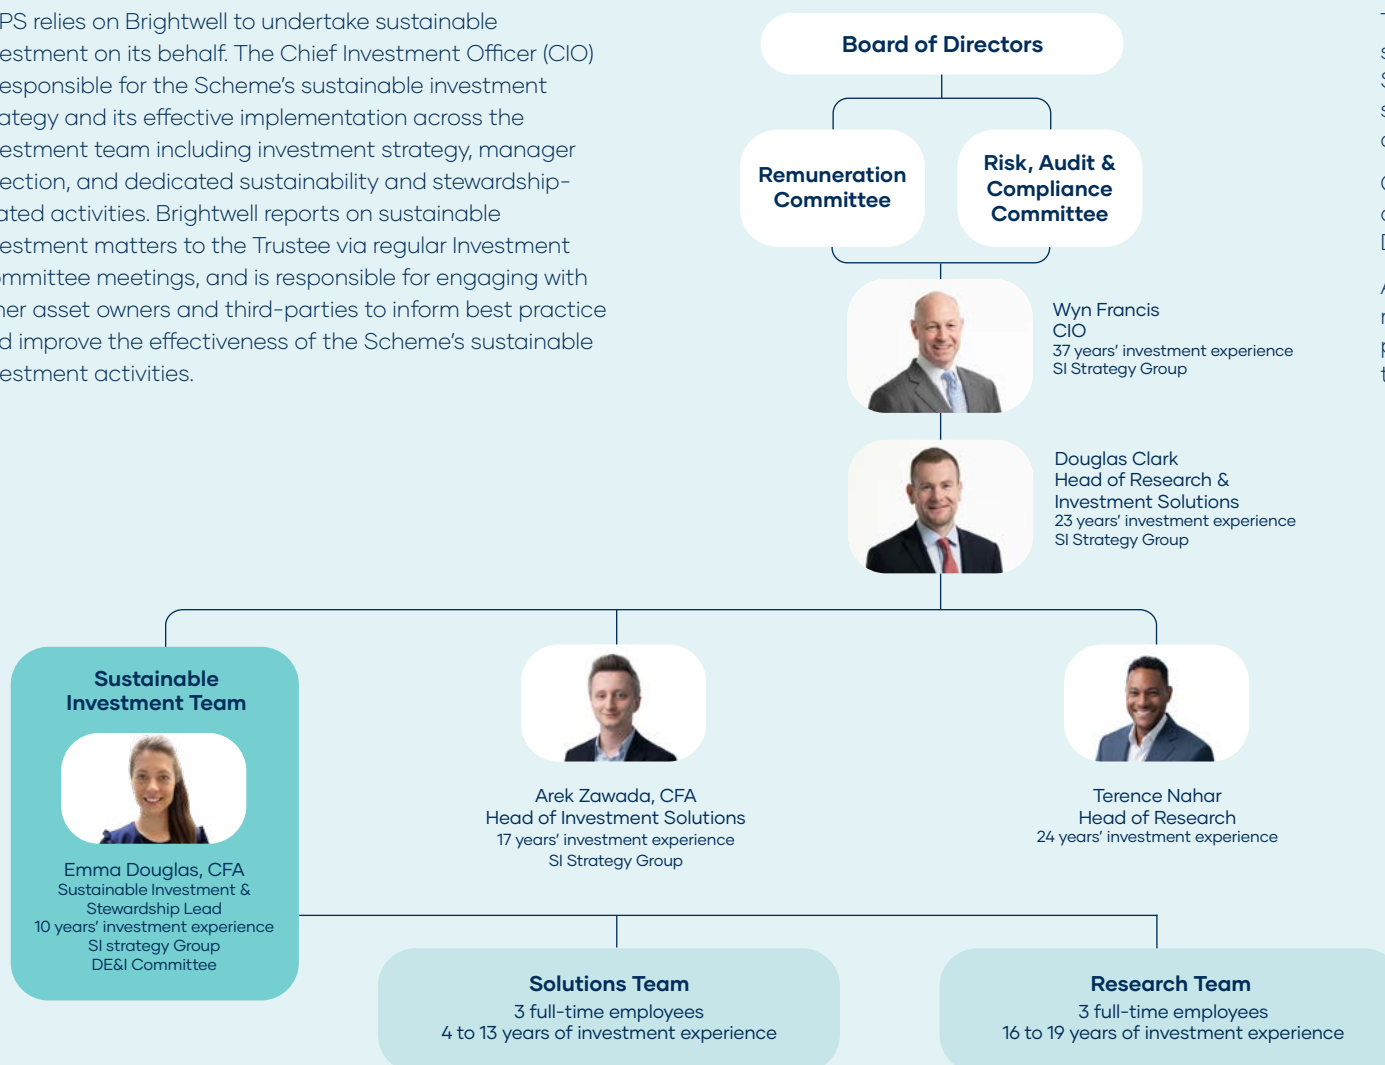 PS relies on Brightwell to undertake sustainable
estment on its behalf. The Chief Investment Officer (CIO)
esponsible for the Scheme's sustainable investment
ategy and its effective implementation across the
estment team including investment strategy, manager
ection, and dedicated sustainability and stewardship-
ated activities. Brightwell reports on sustainable
estment matters to the Trustee via regular Investment
ommittee meetings, and is responsible for engaging with
her asset owners and third-parties to inform best practice
d improve the effectiveness of the Scheme's sustainable
estment activities.
Board of Directors
Remuneration
Committee
Risk, Audit &
Compliance
Committee
Wyn Francis
CIO
37 years' investment experience
SI Strategy Group
Douglas Clark
Head of Research &
Investment Solutions
23 years' investment experience
SI Strategy Group
Sustainable
Investment Team
Emma Douglas, CFA
Sustainable Investment &
Stewardship Lead
10 years' investment experience
SI strategy Group
DE&I Committee
Arek Zawada, CFA
Head of Investment Solutions
17 years' investment experience
SI Strategy Group
Terence Nahar
Head of Research
24 years' investment experience
Solutions Team
3 full-time employees
4 to 13 years of investment experience
Research Team
3 full-time employees
16 to 19 years of investment experience